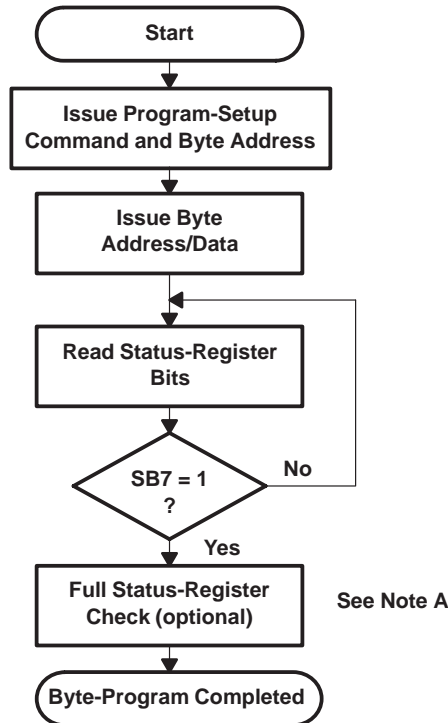 Start
Issue Program-Setup
Command and Byte Address
Issue Byte
Address/Data
Read Status-Register
Bits
SB7 = 1
?
No
Yes
Full Status-Register
Check (optional)
See Note A
Byte-Program Completed